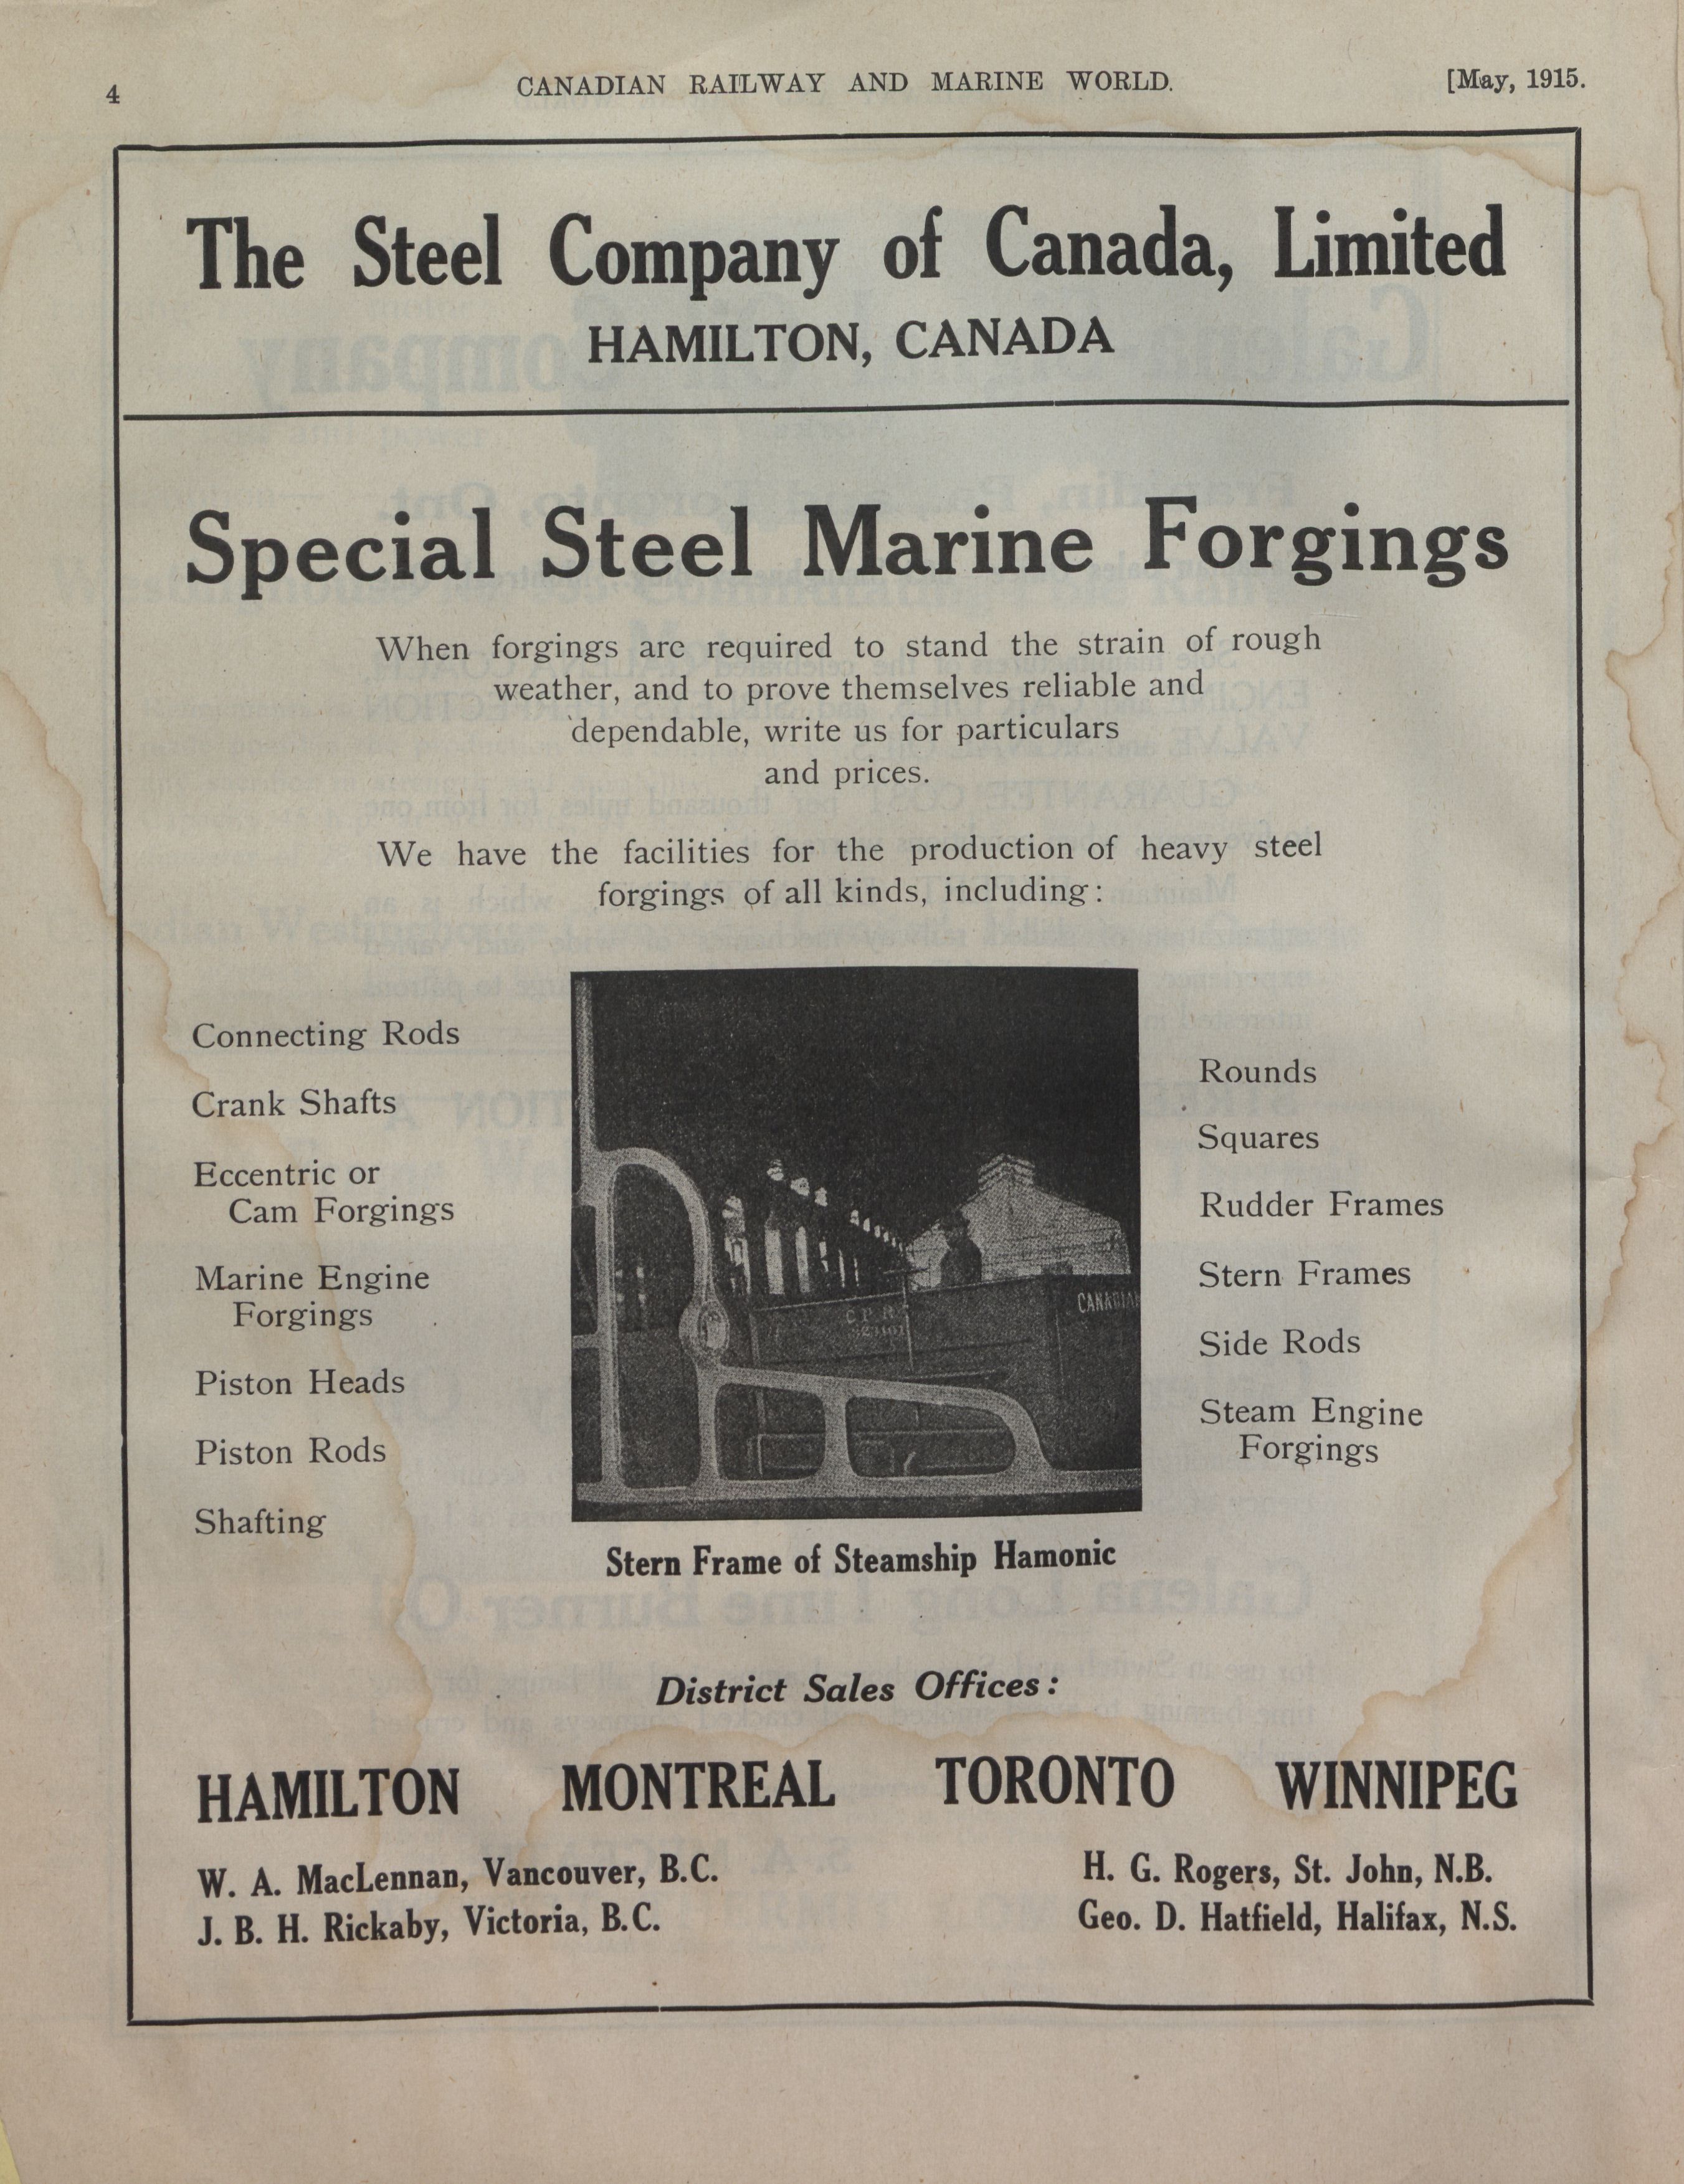 4
CANADIAN RAILWAY AND MARINE WORLD.
[May, 1915.
The Steel Company of Canada, Limited
HAMILTON, CANADA
Special Steel Marine Forgings
When forgings are required to stand the strain of rough
weather, and to prove themselves reliable and
dependable, write us for particulars
and prices.
We have the facilities for the production of heavy steel
forgings of all kinds, including:
Connecting Rods
Crank Shafts
Eccentric or
Cam Forgings
Marine Engine
Forgings
Piston Heads
Piston Rods
Shafting
C P R
CANADIAN
Rounds
Squares
Rudder Frames
Stern Frames
Side Rods
Steam Engine
Forgings
Stern Frame of Steamship Hamonic
District Sales Offices:
HAMILTON MONTREAL TORONTO WINNIPEG
W. A. MacLennan, Vancouver, B.C.
J. B. H. Rickaby, Victoria, B.C.
H. G. Rogers, St. John, N.B.
Geo. D. Hatfield, Halifax, N.S.